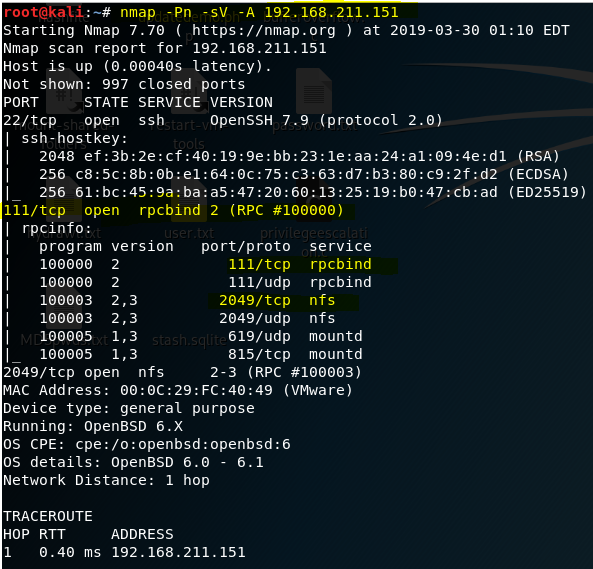 root@kali:~# nmap -Pn -sV -A 192.168.211.151
Starting Nmap 7.70 ( https://nmap.org ) at 2019-03-30 01:10 EDT
Nmap scan report for 192.168.211.151
Host is up (0.00040s latency).
Not shown: 997 closed ports
PORT     STATE SERVICE VERSION
22/tcp   open  ssh     OpenSSH 7.9 (protocol 2.0)
| ssh-hostkey:
|   2048 ef:3b:2e:cf:40:19:9e:bb:23:1e:aa:24:a1:09:4e:d1 (RSA)
|   256 c8:5c:8b:0b:e1:64:0c:75:c3:63:d7:b3:80:c9:2f:d2 (ECDSA)
|_  256 61:bc:45:9a:ba:a5:47:20:60:13:25:19:b0:47:cb:ad (ED25519)
111/tcp  open  rpcbind 2 (RPC #100000)
| rpcinfo:
|   program version   port/proto  service
|   100000  2            111/tcp  rpcbind
|   100000  2            111/udp  rpcbind
|   100003  2,3         2049/tcp  nfs
|   100003  2,3         2049/udp  nfs
|   100005  1,3          619/udp  mountd
|_  100005  1,3          815/tcp  mountd
2049/tcp open  nfs     2-3 (RPC #100003)
MAC Address: 00:0C:29:FC:40:49 (VMware)
Device type: general purpose
Running: OpenBSD 6.X
OS CPE: cpe:/o:openbsd:openbsd:6
OS details: OpenBSD 6.0 - 6.1
Network Distance: 1 hop
TRACEROUTE
HOP RTT     ADDRESS
1   0.40 ms 192.168.211.151
user.txt
stash.sqlite